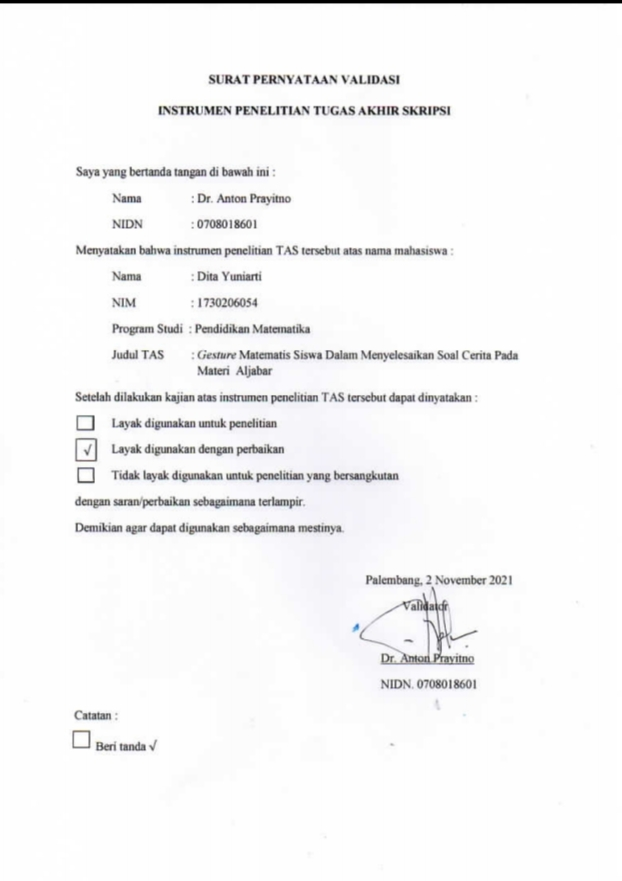 SURAT PERNYATAAN VALIDASI
INSTRUMEN PENELITIAN TUGAS AKHIR SKRIPSI
Saya yang bertanda tangan di bawah ini :
Nama : Dr. Anton Prayitno
NIDN : 0708018601
Menyatakan bahwa instrumen penelitian TAS tersebut atas nama mahasiswa :
Nama : Dita Yuniarti
NIM : 1730206054
Program Studi : Pendidikan Matematika
Judul TAS : Gesture Matematis Siswa Dalam Menyelesaikan Soal Cerita Pada
Materi Aljabar
Setelah dilakukan kajian atas instrumen penelitian TAS tersebut dapat dinyatakan :
Layak digunakan untuk penelitian
√ Layak digunakan dengan perbaikan
Tidak layak digunakan untuk penelitian yang bersangkutan
dengan saran/perbaikan sebagaimana terlampir.
Demikian agar dapat digunakan sebagaimana mestinya.
Palembang, 2 November 2021
Validator
Dr. Anton Prayitno
NIDN. 0708018601
Catatan :
Beri tanda √